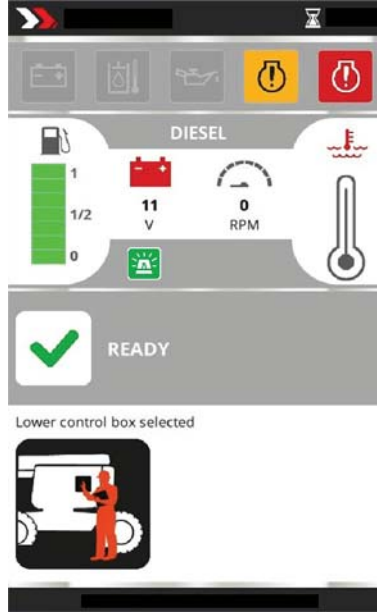 DIESEL
1
1/2
0
11
V
0
RPM
READY
Lower control box selected